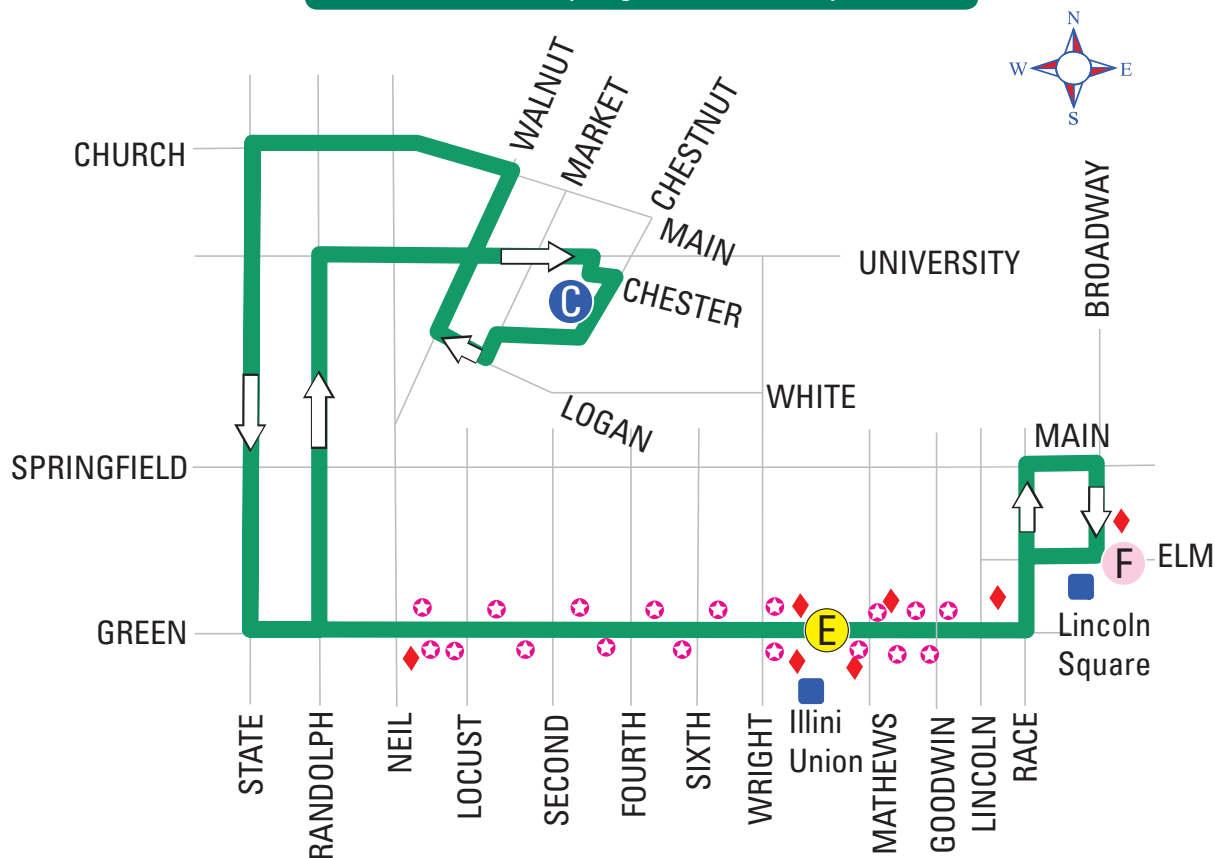 N
W
E
S
WALNUT
MARKET
CHESTNUT
BROADWAY
CHURCH
MAIN
UNIVERSITY
CHESTER
C
WHITE
LOGAN
MAIN
SPRINGFIELD
F
ELM
GREEN
E
Lincoln
Square
Illini
Union
STATE
RANDOLPH
NEIL
LOCUST
SECOND
FOURTH
SIXTH
WRIGHT
MATHEWS
GOODWIN
LINCOLN
RACE